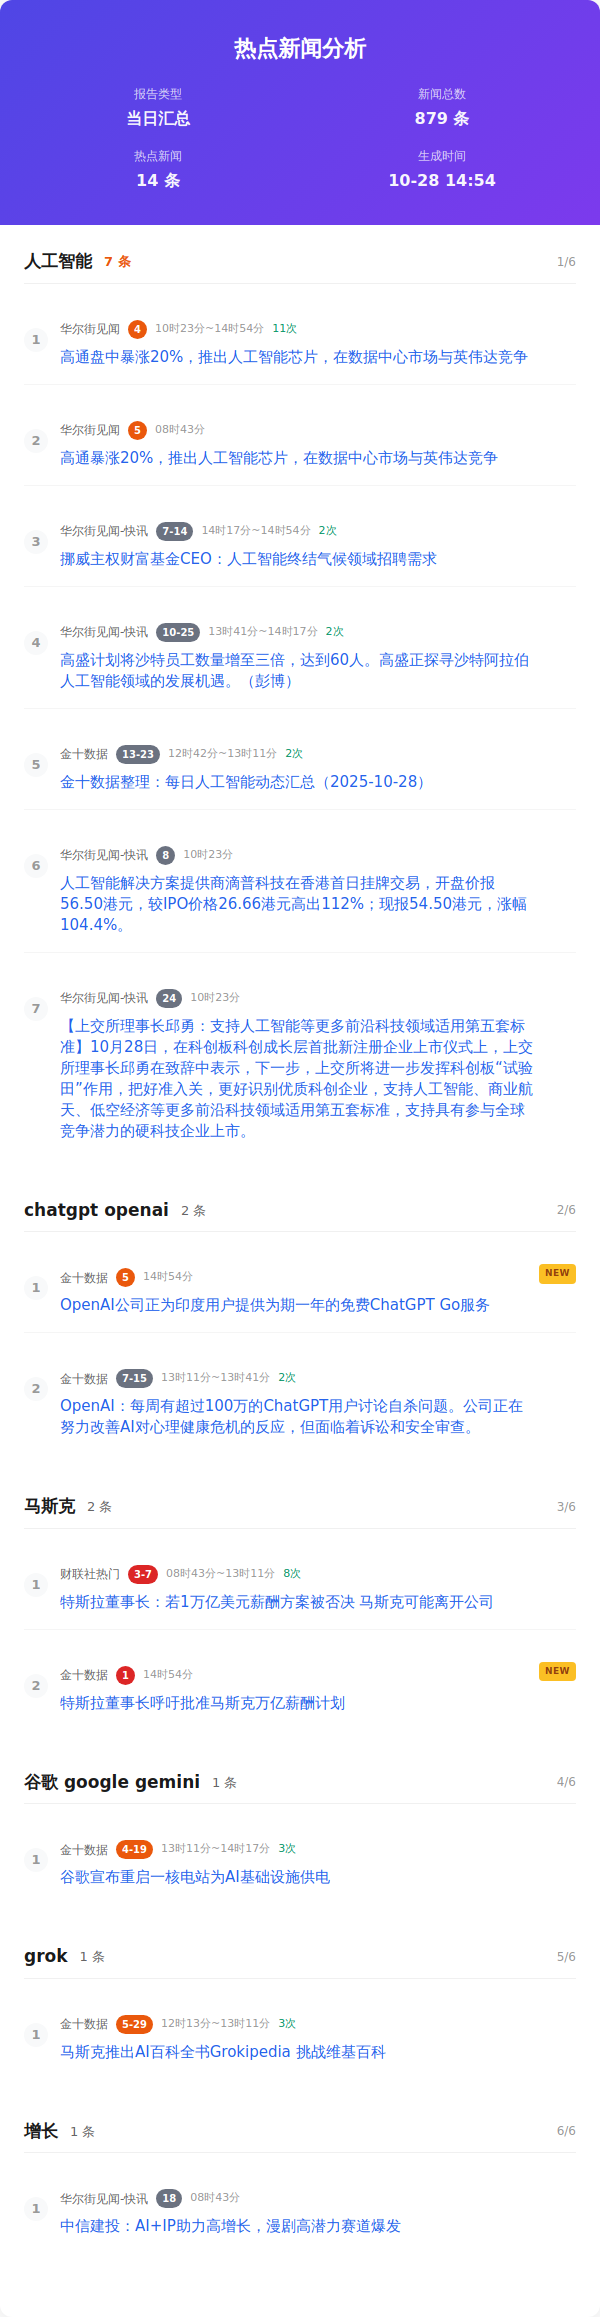 热点新闻分析
报告类型
新闻总数
当日汇总
879 条
热点新闻
生成时间
14 条
10-28 14:54
人工智能 7 条 1/6
1
华尔街见闻 4 10时23分~14时54分 11次
高通盘中暴涨20%，推出人工智能芯片，在数据中心市场与英伟达竞争
2
华尔街见闻 5 08时43分
高通暴涨20%，推出人工智能芯片，在数据中心市场与英伟达竞争
3
华尔街见闻-快讯 7-14 14时17分~14时54分 2次
挪威主权财富基金CEO：人工智能终结气候领域招聘需求
4
华尔街见闻-快讯 10-25 13时41分~14时17分 2次
高盛计划将沙特员工数量增至三倍，达到60人。高盛正探寻沙特阿拉伯
人工智能领域的发展机遇。（彭博）
5
金十数据 13-23 12时42分~13时11分 2次
金十数据整理：每日人工智能动态汇总（2025-10-28）
6
华尔街见闻-快讯 8 10时23分
人工智能解决方案提供商滴普科技在香港首日挂牌交易，开盘价报
56.50港元，较IPO价格26.66港元高出112%；现报54.50港元，涨幅
104.4%。
7
华尔街见闻-快讯 24 10时23分
【上交所理事长邱勇：支持人工智能等更多前沿科技领域适用第五套标
准】10月28日，在科创板科创成长层首批新注册企业上市仪式上，上交
所理事长邱勇在致辞中表示，下一步，上交所将进一步发挥科创板“试验
田”作用，把好准入关，更好识别优质科创企业，支持人工智能、商业航
天、低空经济等更多前沿科技领域适用第五套标准，支持具有参与全球
竞争潜力的硬科技企业上市。
chatgpt openai 2 条 2/6
1
金十数据 5 14时54分 NEW
OpenAI公司正为印度用户提供为期一年的免费ChatGPT Go服务
2
金十数据 7-15 13时11分~13时41分 2次
OpenAI：每周有超过100万的ChatGPT用户讨论自杀问题。公司正在
努力改善AI对心理健康危机的反应，但面临着诉讼和安全审查。
马斯克 2 条 3/6
1
财联社热门 3-7 08时43分~13时11分 8次
特斯拉董事长：若1万亿美元薪酬方案被否决 马斯克可能离开公司
2
金十数据 1 14时54分 NEW
特斯拉董事长呼吁批准马斯克万亿薪酬计划
谷歌 google gemini 1 条 4/6
1
金十数据 4-19 13时11分~14时17分 3次
谷歌宣布重启一核电站为AI基础设施供电
grok 1 条 5/6
1
金十数据 5-29 12时13分~13时11分 3次
马斯克推出AI百科全书Grokipedia 挑战维基百科
增长 1 条 6/6
1
华尔街见闻-快讯 18 08时43分
中信建投：AI+IP助力高增长，漫剧高潜力赛道爆发